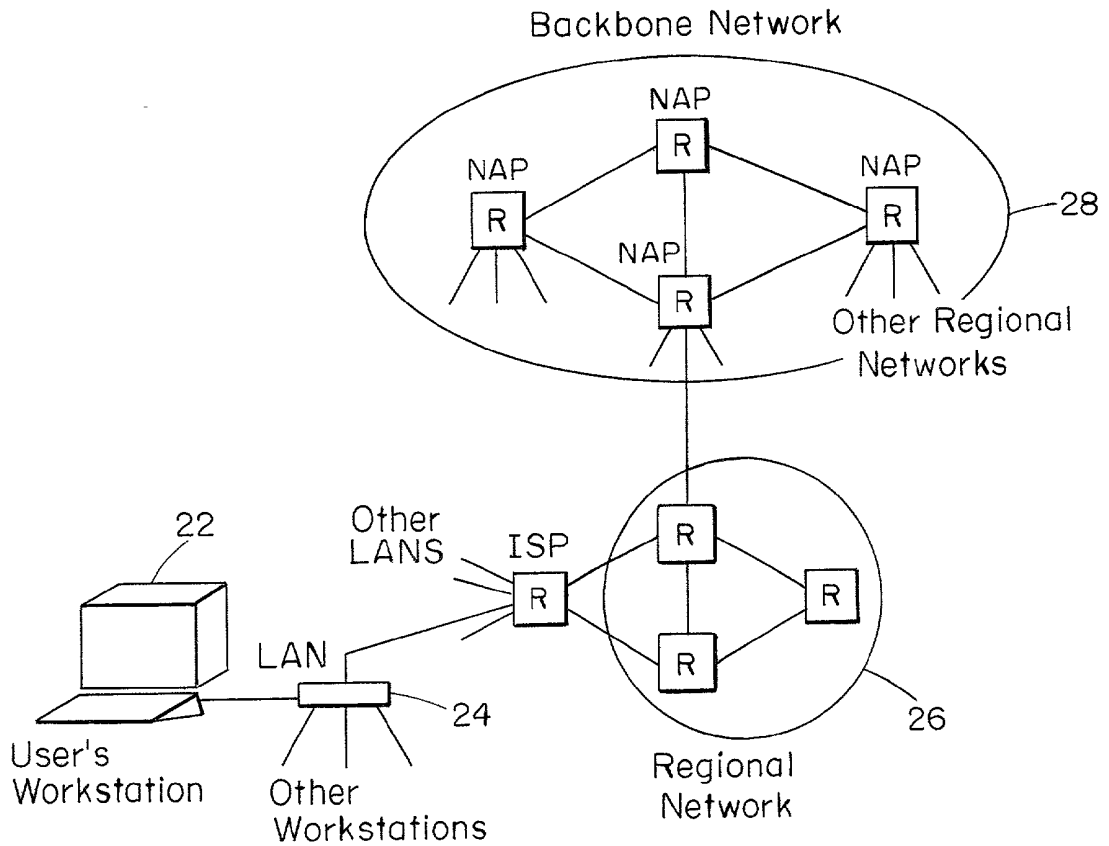 Backbone Network
NAP
R
NAP
R
NAP
R
NAP
R
28
Other Regional
Networks
22
Other
LANS
ISP
R
R
R
R
LAN
24
26
User's
Workstation
Other
Workstations
Regional
Network